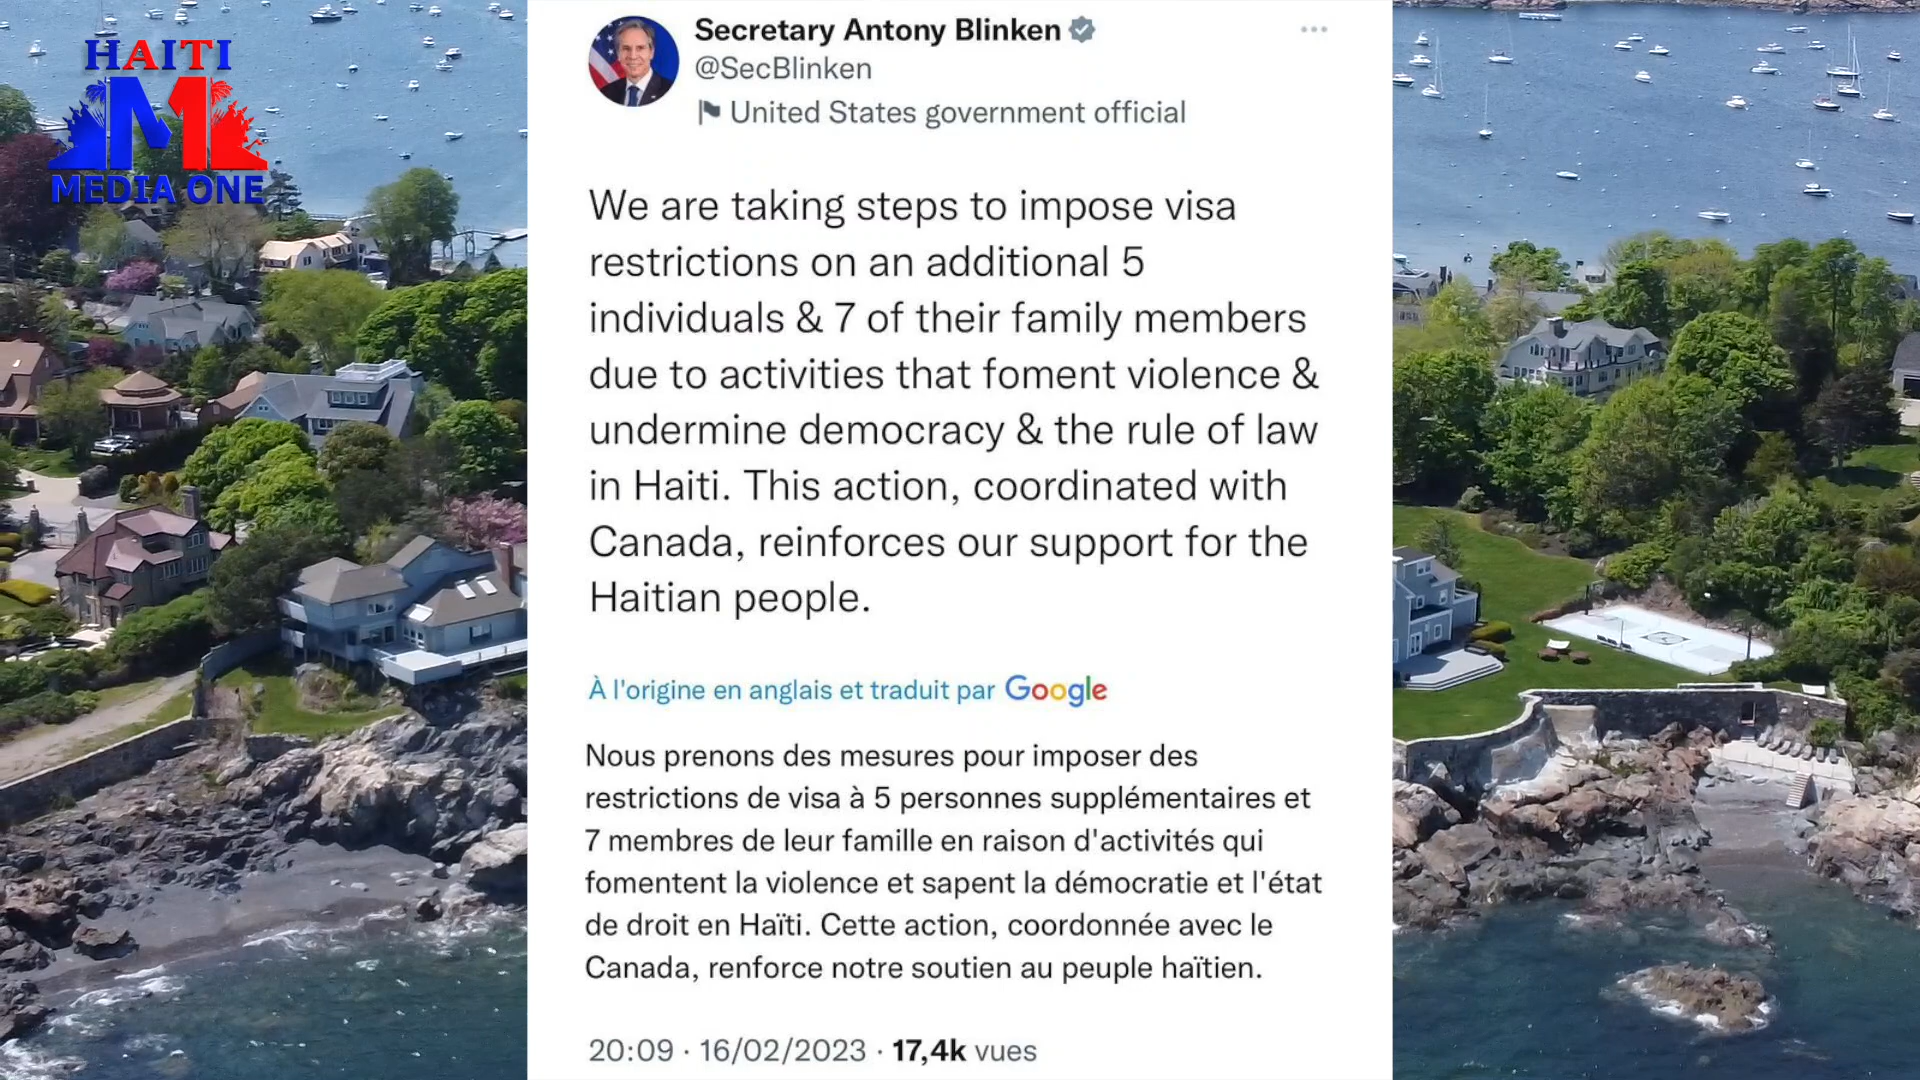 HAITI
M
MEDIA ONE
Secretary Antony Blinken
@SecBlinken
United States government official
We are taking steps to impose visa
restrictions on an additional 5
individuals & 7 of their family members
due to activities that foment violence &
undermine democracy & the rule of law
in Haiti. This action, coordinated with
Canada, reinforces our support for the
Haitian people.
À l'origine en anglais et traduit par Google
Nous prenons des mesures pour imposer des
restrictions de visa à 5 personnes supplémentaires et
7 membres de leur famille en raison d'activités qui
fomentent la violence et sapent la démocratie et l'état
de droit en Haïti. Cette action, coordonnée avec le
Canada, renforce notre soutien au peuple haïtien.
20:09 · 16/02/2023 · 17,4k vues